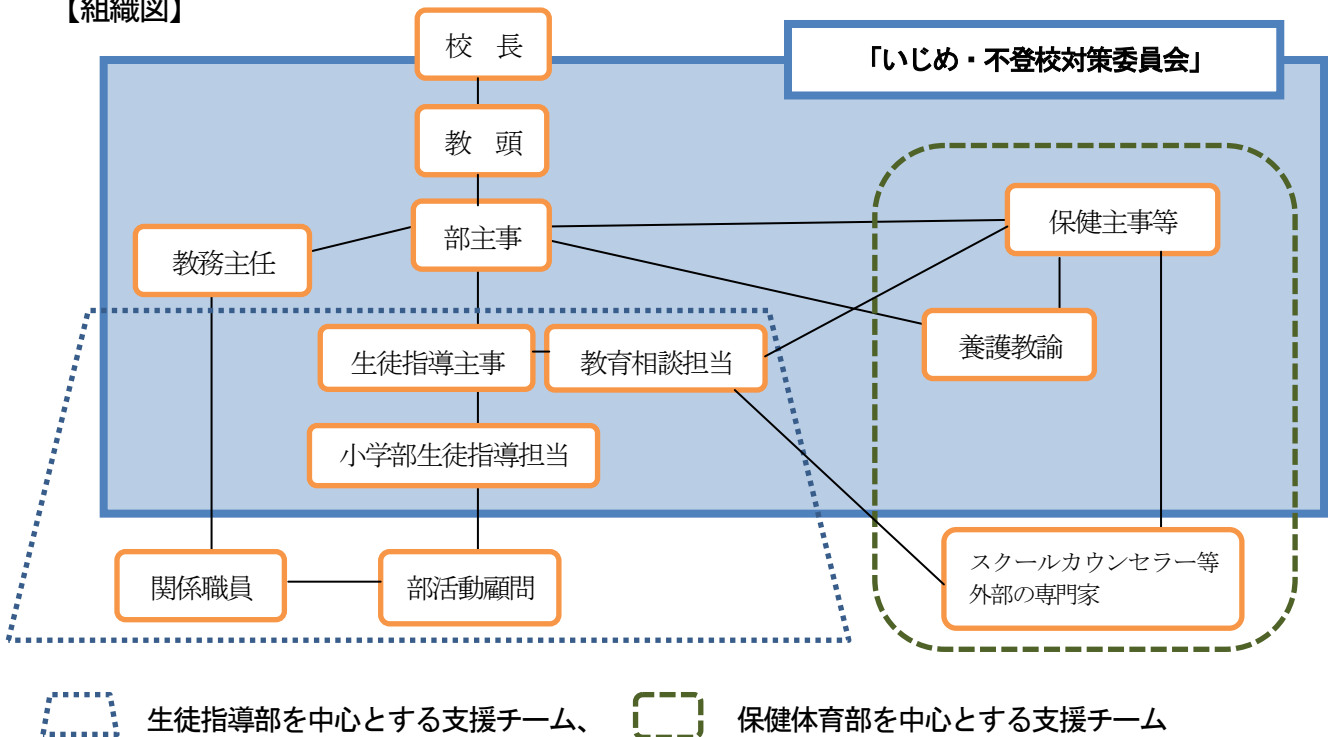 【組織図】
校　長
「いじめ・不登校対策委員会」
教　頭
部主事
保健主事等
教務主任
養護教諭
生徒指導主事
教育相談担当
小学部生徒指導担当
関係職員
部活動顧問
スクールカウンセラー等
外部の専門家
生徒指導部を中心とする支援チーム、
保健体育部を中心とする支援チーム